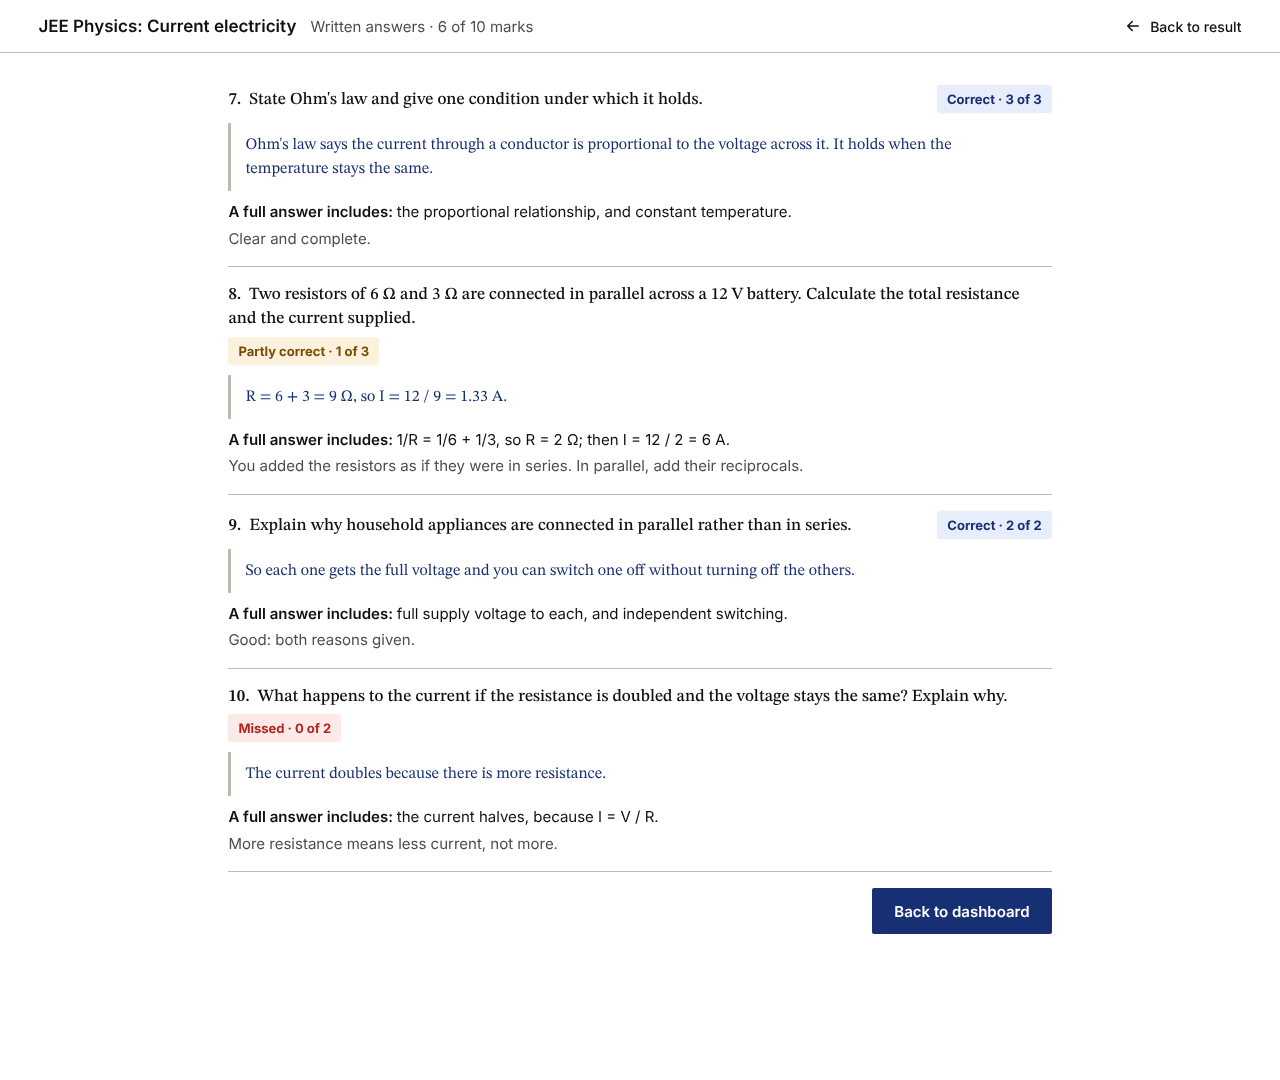 JEE Physics: Current electricity Written answers · 6 of 10 marks ← Back to result
7. State Ohm's law and give one condition under which it holds. Correct · 3 of 3
Ohm's law says the current through a conductor is proportional to the voltage across it. It holds when the
temperature stays the same.
A full answer includes: the proportional relationship, and constant temperature.
Clear and complete.
8. Two resistors of 6 Ω and 3 Ω are connected in parallel across a 12 V battery. Calculate the total resistance
and the current supplied.
Partly correct · 1 of 3
R = 6 + 3 = 9 Ω, so I = 12 / 9 = 1.33 A.
A full answer includes: 1/R = 1/6 + 1/3, so R = 2 Ω; then I = 12 / 2 = 6 A.
You added the resistors as if they were in series. In parallel, add their reciprocals.
9. Explain why household appliances are connected in parallel rather than in series. Correct · 2 of 2
So each one gets the full voltage and you can switch one off without turning off the others.
A full answer includes: full supply voltage to each, and independent switching.
Good: both reasons given.
10. What happens to the current if the resistance is doubled and the voltage stays the same? Explain why.
Missed · 0 of 2
The current doubles because there is more resistance.
A full answer includes: the current halves, because I = V / R.
More resistance means less current, not more.
Back to dashboard